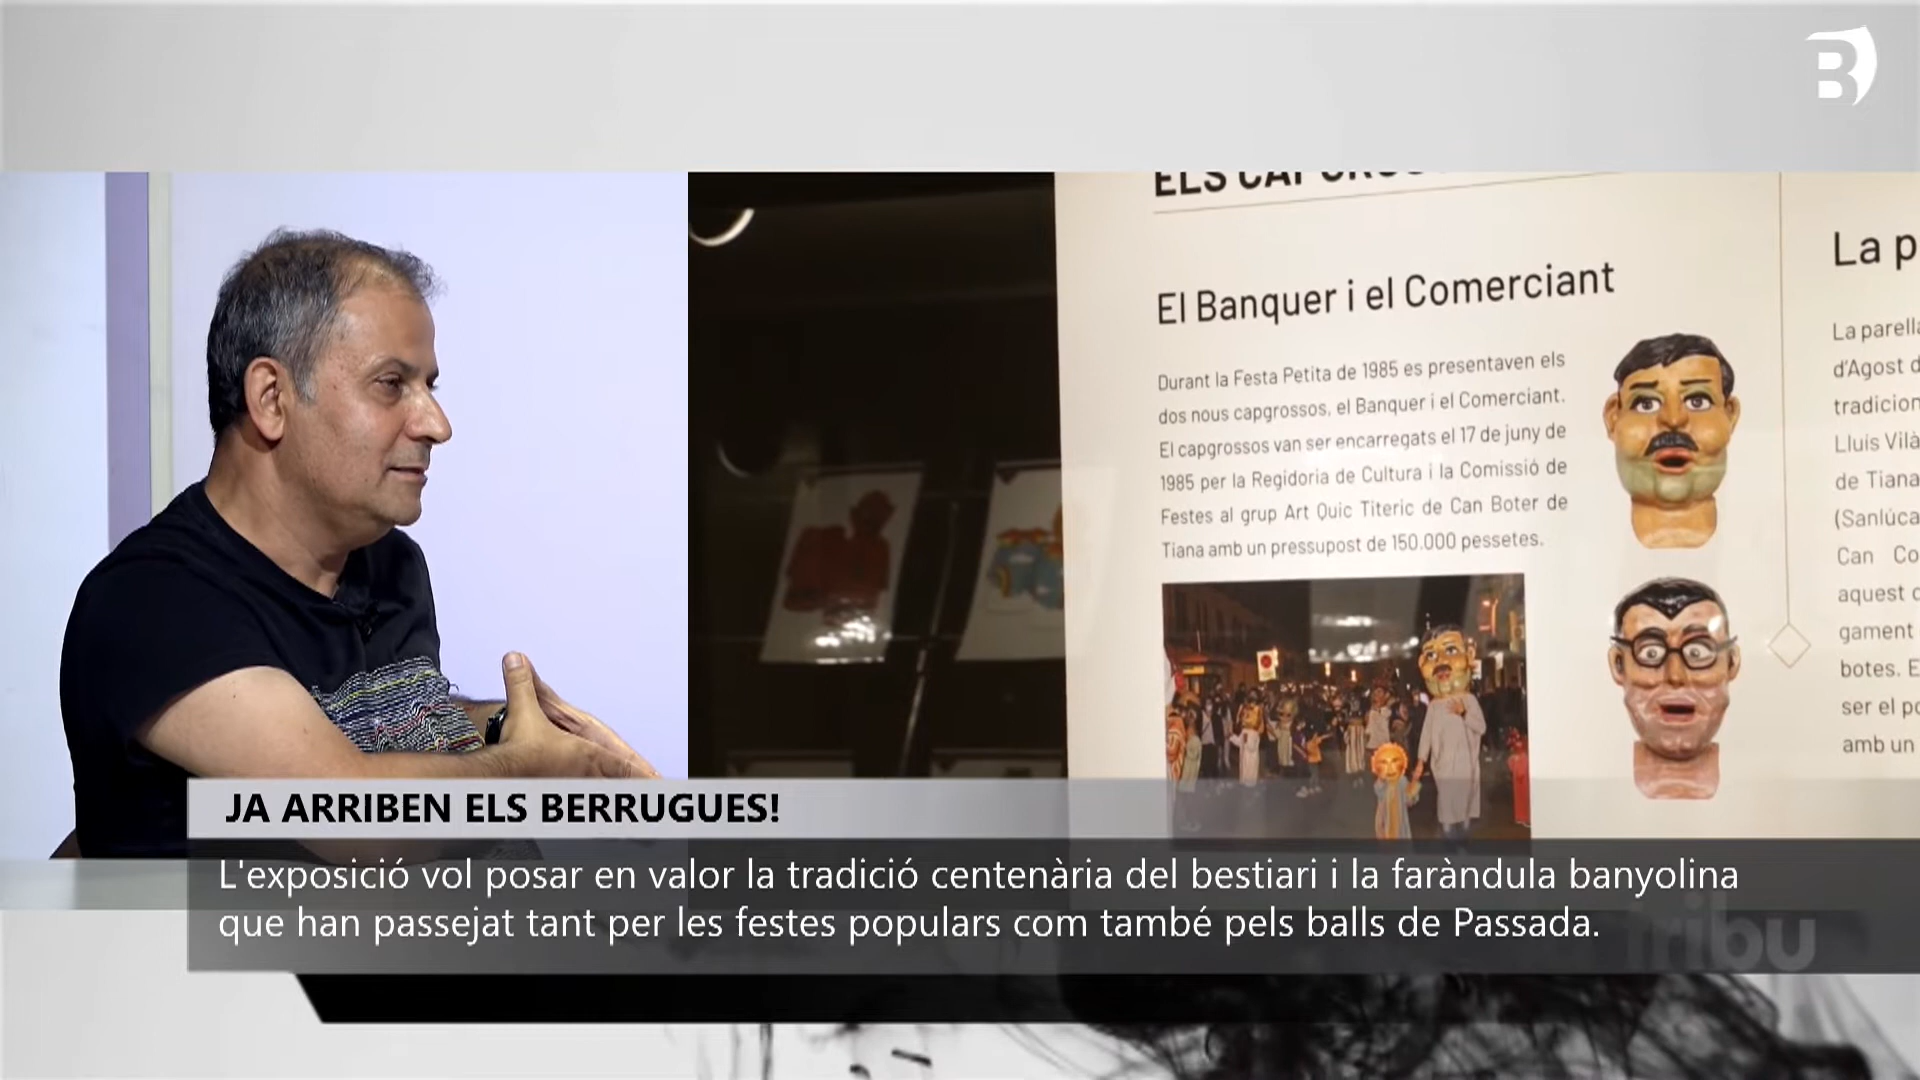 B
El Banquer i el Comerciant
Durant la Festa Petita de 1985 es presentaven els
dos nous capgrossos, el Banquer i el Comerciant.
El capgrossos van ser encarregats el 17 de juny de
1985 per la Regidoria de Cultura i la Comissió de
Festes al grup Art Quic Titeric de Can Boter de
Tiana amb un pressupost de 150.000 pessetes.
La p
La parella
d'Agost d
tradicion
Lluís Vilà
de Tiana
(Sanlúca
Can Co
aquest c
gament
botes. E
ser el po
amb un
JA ARRIBEN ELS BERRUGUES!
L'exposició vol posar en valor la tradició centenària del bestiari i la faràndula banyolina
que han passejat tant per les festes populars com també pels balls de Passada.
tribu